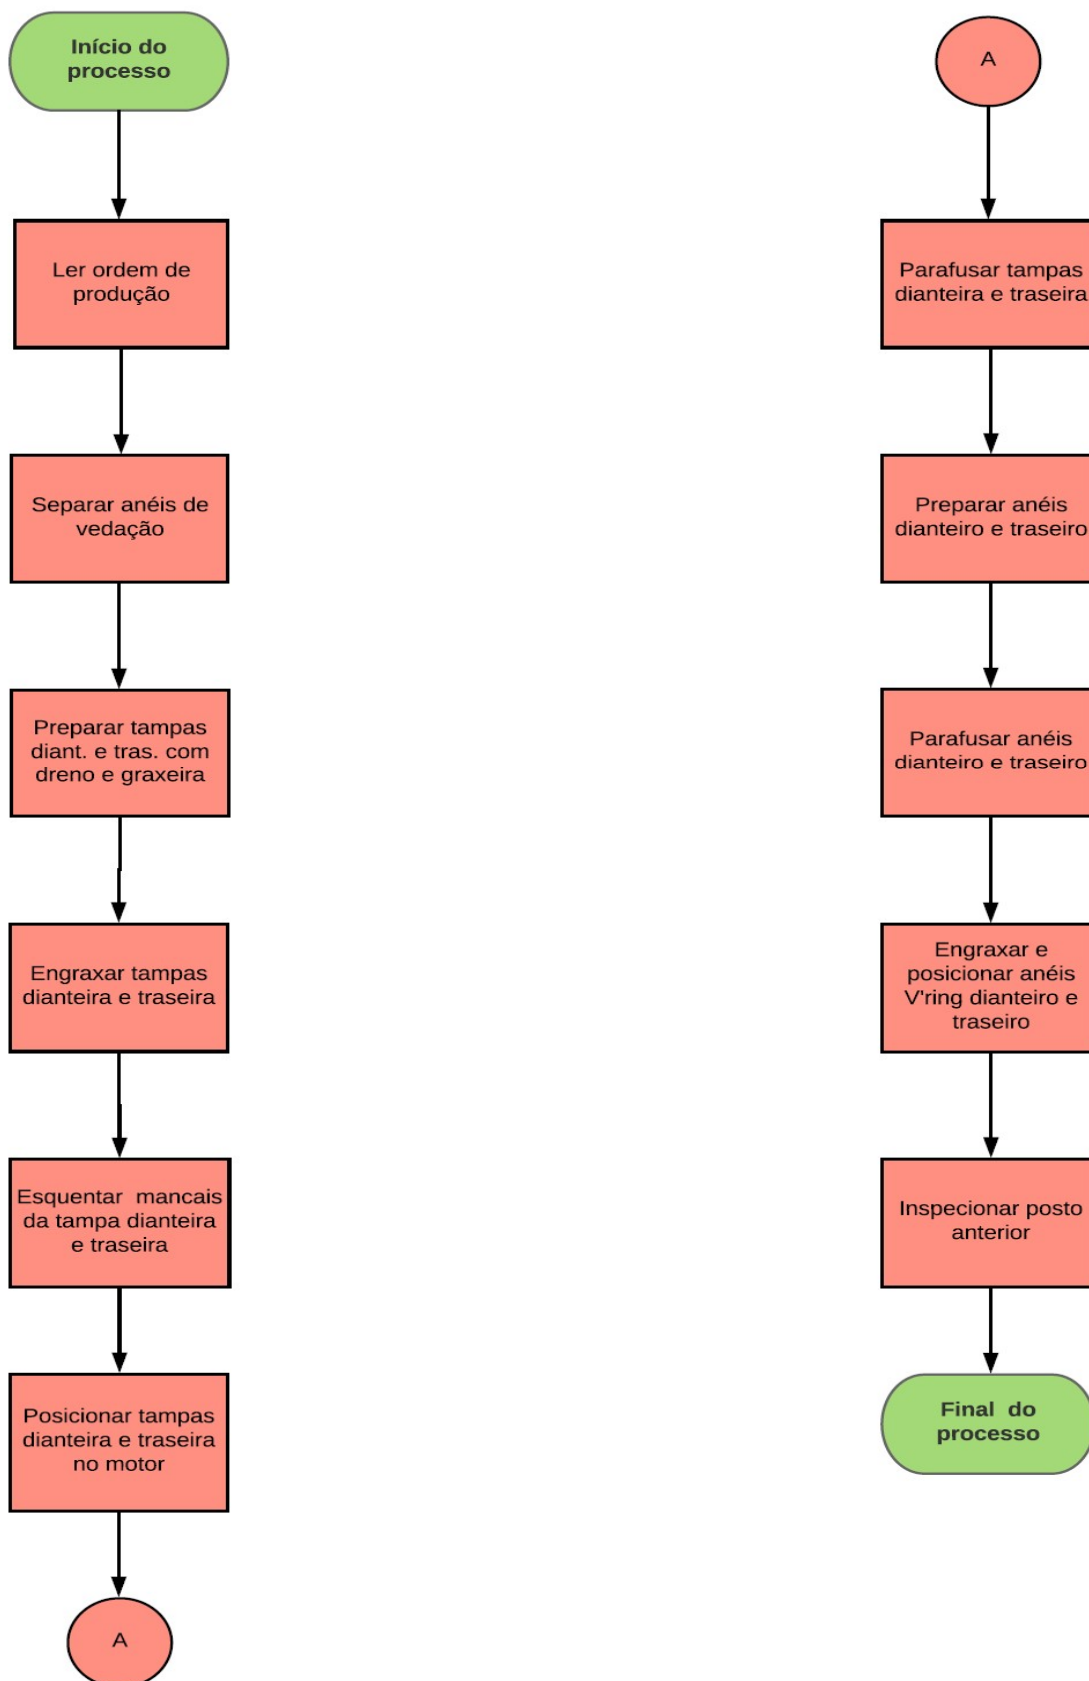 Início do
processo
Ler ordem de
produção
Separar anéis de
vedação
Preparar tampas
diant. e tras. com
dreno e graxeira
Engraxar tampas
dianteira e traseira
Esquentar mancais
da tampa dianteira
e traseira
Posicionar tampas
dianteira e traseira
no motor
A
A
Parafusar tampas
dianteira e traseira
Preparar anéis
dianteiro e traseiro
Parafusar anéis
dianteiro e traseiro
Engraxar e
posicionar anéis
V'ring dianteiro e
traseiro
Inspecionar posto
anterior
Final do
processo